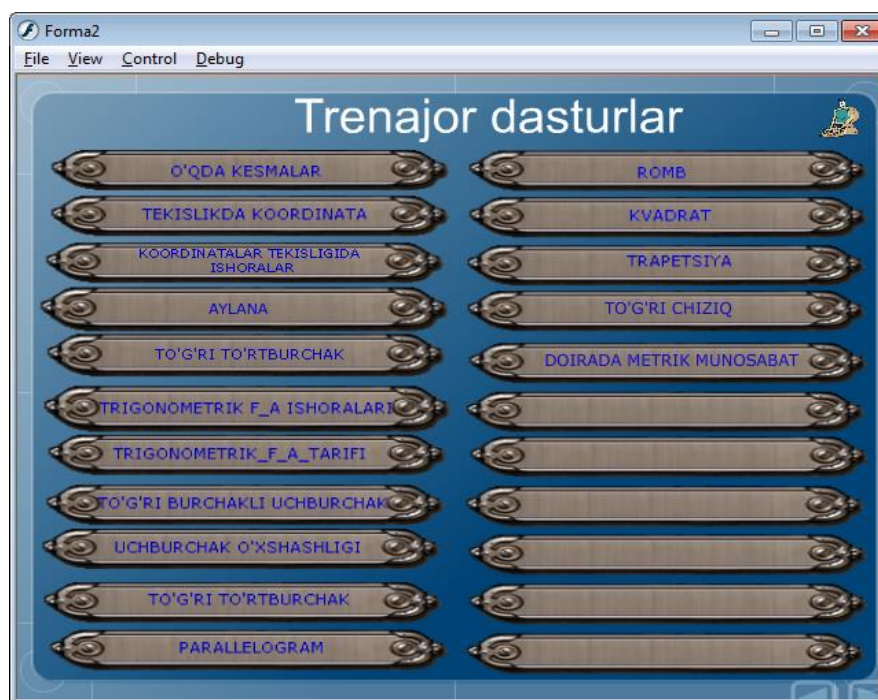 Forma2
File View Control Debug
Trenajor dasturlar
O'QDA KESMALAR
TEKISLIKDA KOORDINATA
KOORDINATALAR TEKISLIGIDA
ISHORALAR
AYLANA
TO'G'RI TO'RTBURCHAK
TRIGONOMETRIK F_A ISHORALARI
TRIGONOMETRIK_F_A_TARIFI
TO'G'RI BURCHAKLI UCHBURCHAK
UCHBURCHAK O'XSHASHLIGI
TO'G'RI TO'RTBURCHAK
PARALLELOGRAM
ROMB
KVADRAT
TRAPETSIYA
TO'G'RI CHIZIQ
DOIRADA METRIK MUNOSABAT